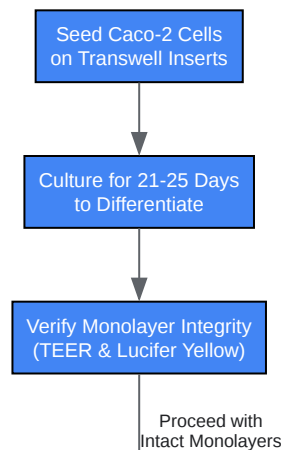 Seed Caco-2 Cells
on Transwell Inserts
Culture for 21-25 Days
to Differentiate
Verify Monolayer Integrity
(TEER & Lucifer Yellow)
Proceed with
Intact Monolayers